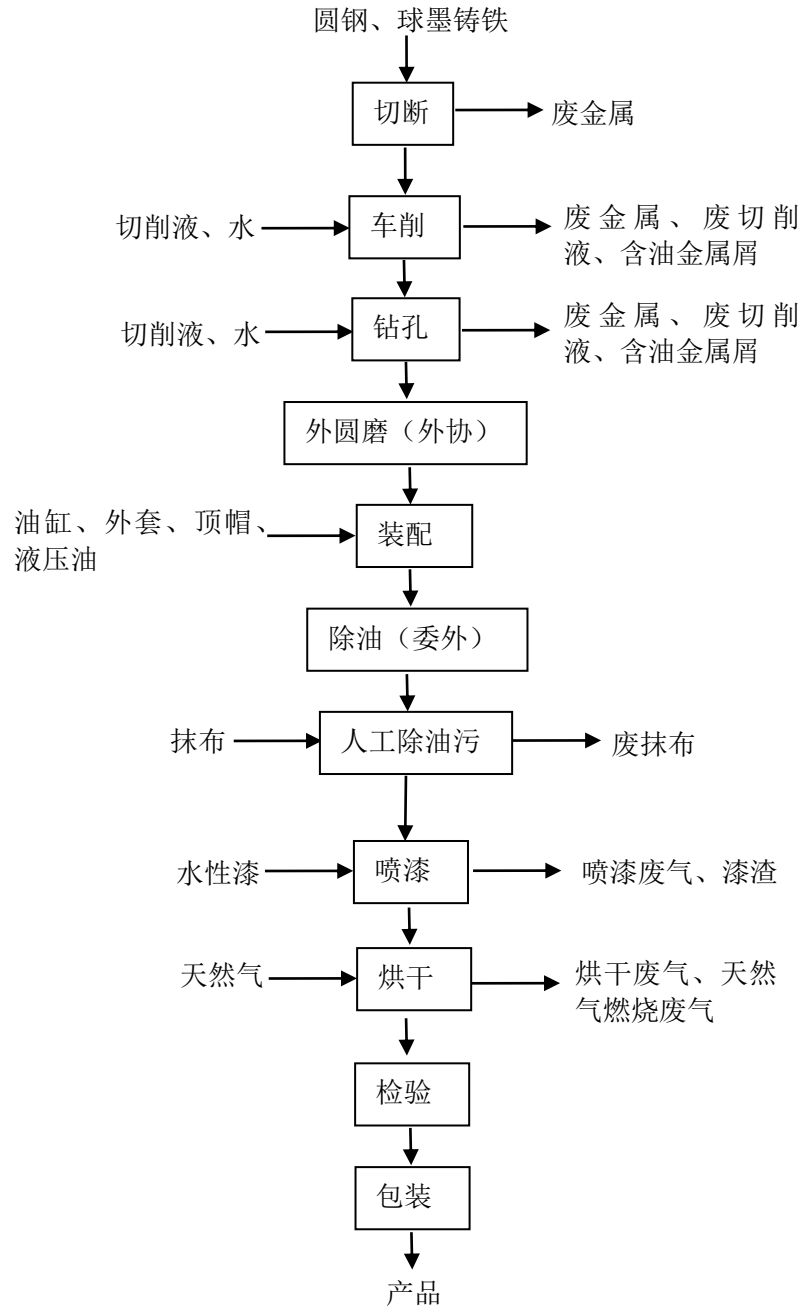 圆钢、球墨铸铁
切断
废金属
切削液、水
车削
废金属、废切削
液、含油金属屑
切削液、水
钻孔
废金属、废切削
液、含油金属屑
外圆磨（外协）
油缸、外套、顶帽、
液压油
装配
除油（委外）
抹布
人工除油污
废抹布
水性漆
喷漆
喷漆废气、漆渣
天然气
烘干
烘干废气、天然
气燃烧废气
检验
包装
产品